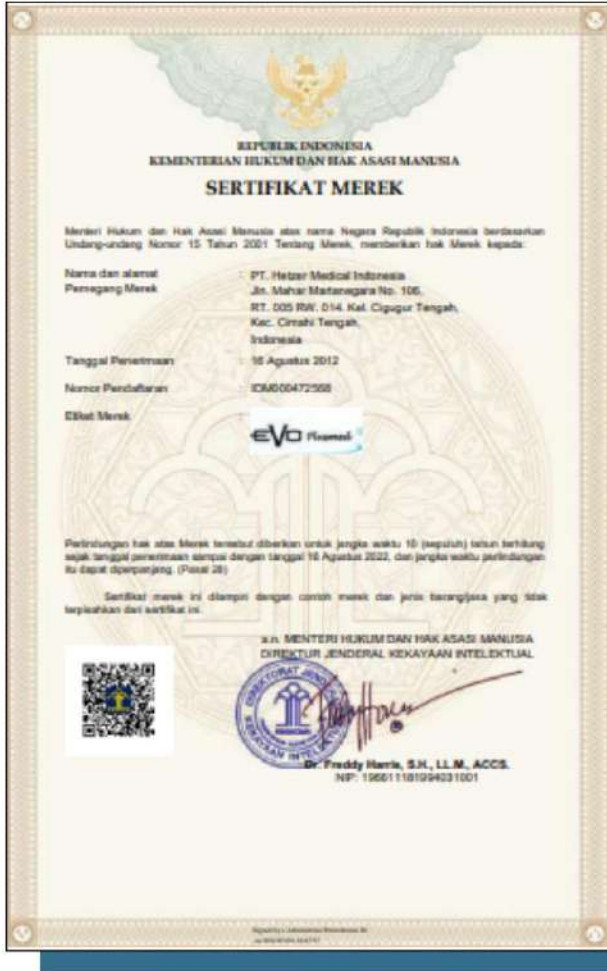 REPUBLIK INDONESIA
KEMENTERIAN HUKUM DAN HAK ASASI MANUSIA
SERTIFIKAT MEREK
Menteri Hukum dan Hak Asasi Manusia atas nama Negara Republik Indonesia berdasarkan
Undang-undang Nomor 15 Tahun 2001 Tentang Merek, memberikan hak Merek kepada:
Nama dan alamat : PT. Hetzer Medical Indonesia
Pemegang Merek Jln. Mahar Martanegara No. 106,
RT. 005 RW. 014. Kel. Cigugur Tengah,
Kec. Cimahi Tengah,
Indonesia
Tanggal Penerimaan : 16 Agustus 2012
Nomor Pendaftaran : IDM000472568
Etiket Merek :
EVO Plusmed
Perlindungan hak atas Merek tersebut diberikan untuk jangka waktu 10 (sepuluh) tahun terhitung
sejak tanggal penerimaan sampai dengan tanggal 16 Agustus 2022, dan jangka waktu perlindungan
itu dapat diperpanjang. (Pasal 28)
Sertifikat merek ini dilampiri dengan contoh merek dan jenis barang/jasa yang tidak
terpisahkan dari sertifikat ini.
a.n. MENTERI HUKUM DAN HAK ASASI MANUSIA
DIREKTUR JENDERAL KEKAYAAN INTELEKTUAL
DIREKTORAT JENDERAL
KEKAYAAN INTELEKTUAL
Dr. Freddy Harris, S.H., LL.M., ACCS.
NIP: 196611181994031001